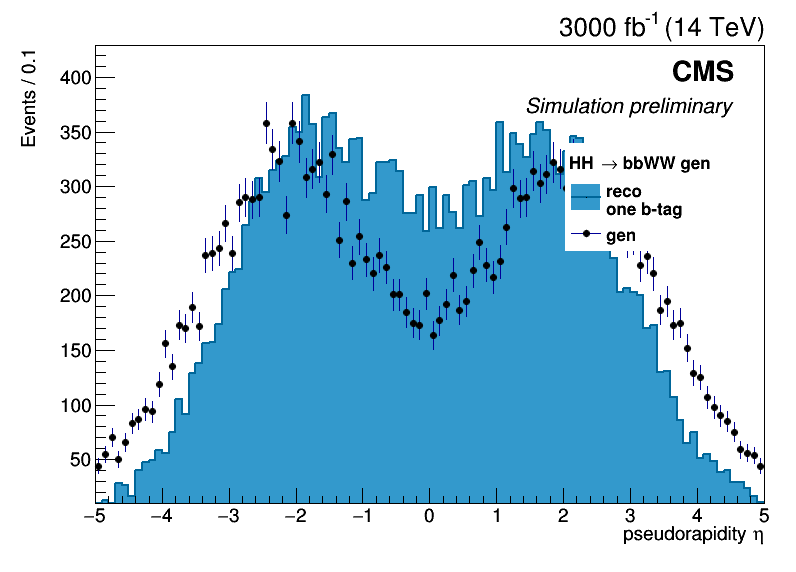 3000 fb⁻¹ (14 TeV)
Events / 0.1
CMS
Simulation preliminary
HH → bbWW gen
reco
one b-tag
gen
400
350
300
250
200
150
100
50
−5 −4 −3 −2 −1 0 1 2 3 4 5
pseudorapidity η